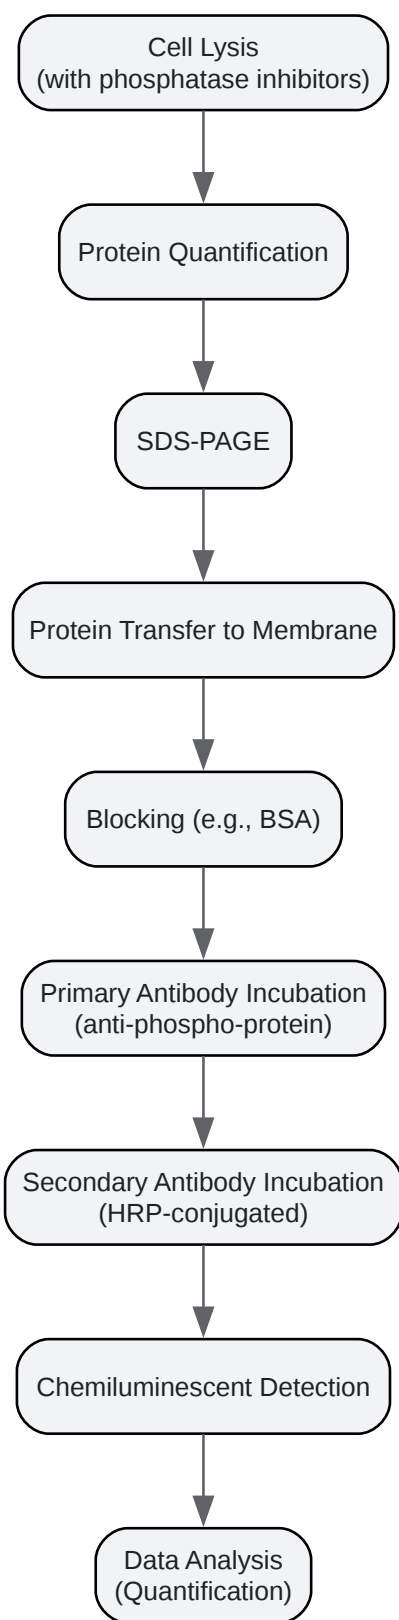 Cell Lysis
(with phosphatase inhibitors)
Protein Quantification
SDS-PAGE
Protein Transfer to Membrane
Blocking (e.g., BSA)
Primary Antibody Incubation
(anti-phospho-protein)
Secondary Antibody Incubation
(HRP-conjugated)
Chemiluminescent Detection
Data Analysis
(Quantification)